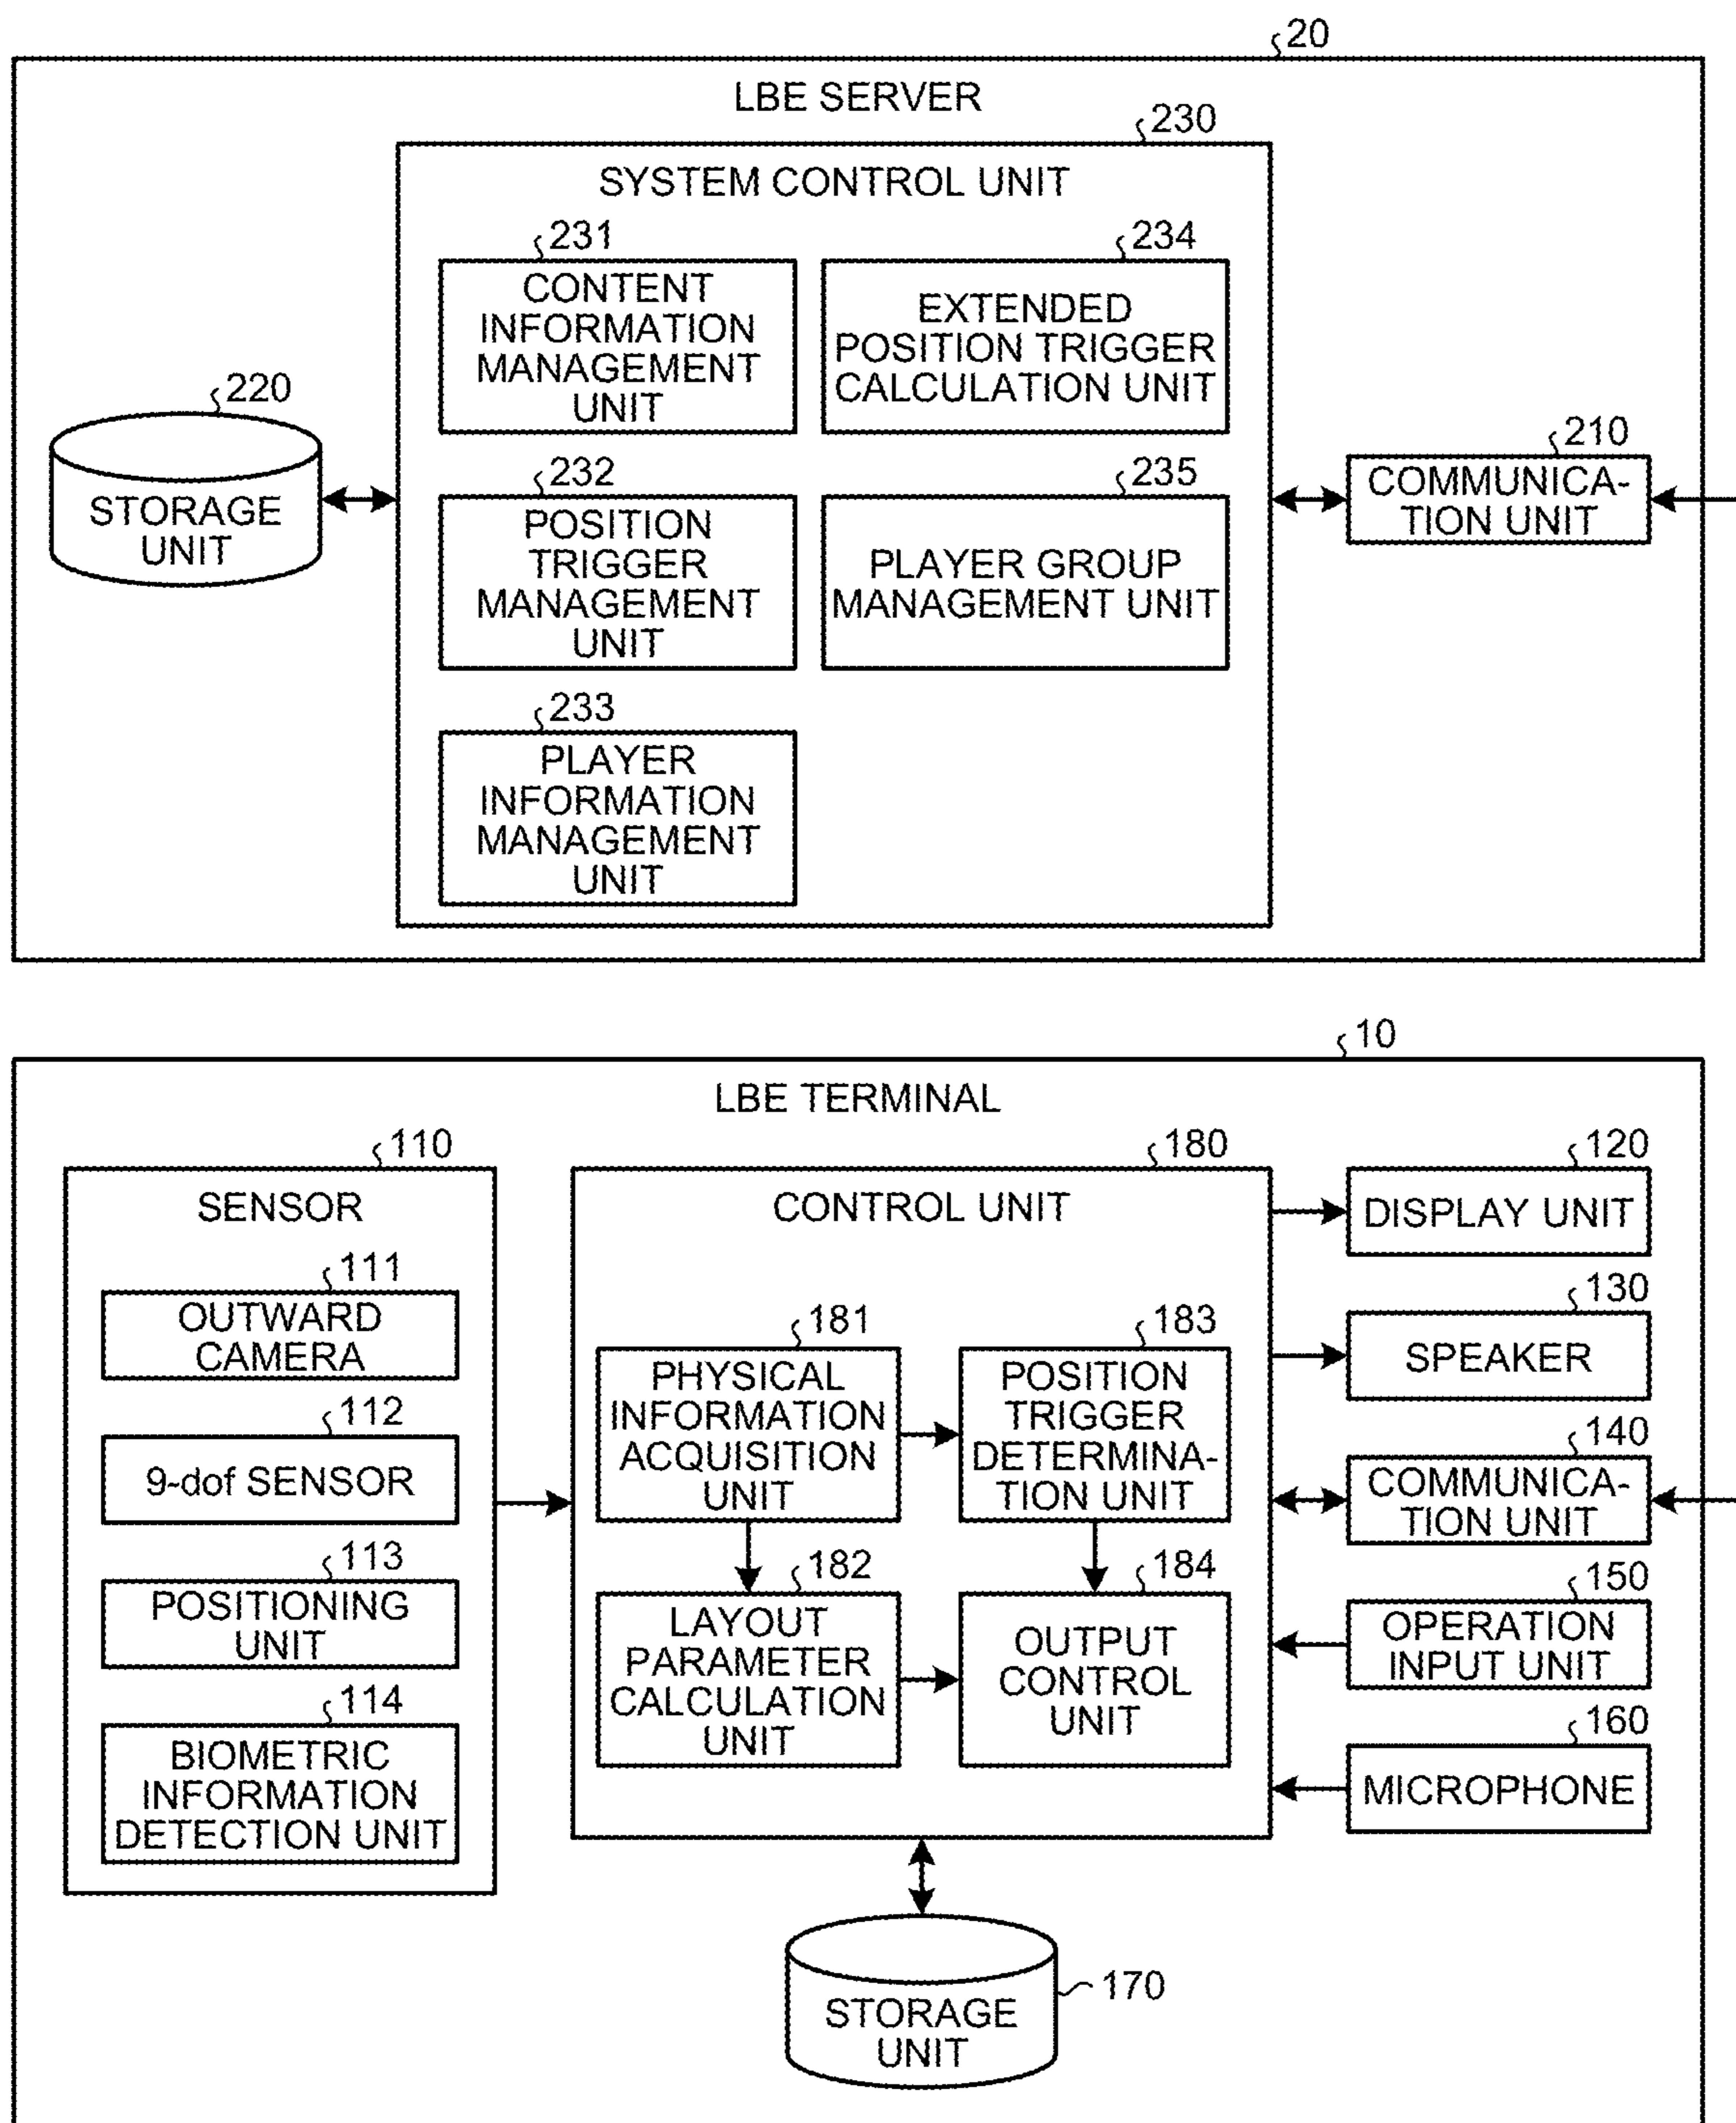 20
LBE SERVER
230
SYSTEM CONTROL UNIT
231
CONTENT
INFORMATION
MANAGEMENT
UNIT
234
EXTENDED
POSITION TRIGGER
CALCULATION UNIT
220
STORAGE
UNIT
232
POSITION
TRIGGER
MANAGEMENT
UNIT
235
PLAYER GROUP
MANAGEMENT UNIT
210
COMMUNICA-
TION UNIT
233
PLAYER
INFORMATION
MANAGEMENT
UNIT
10
LBE TERMINAL
110
SENSOR
111
OUTWARD
CAMERA
112
9-dof SENSOR
113
POSITIONING
UNIT
114
BIOMETRIC
INFORMATION
DETECTION UNIT
180
CONTROL UNIT
181
PHYSICAL
INFORMATION
ACQUISITION
UNIT
183
POSITION
TRIGGER
DETERMINA-
TION UNIT
182
LAYOUT
PARAMETER
CALCULATION
UNIT
184
OUTPUT
CONTROL
UNIT
120
DISPLAY UNIT
130
SPEAKER
140
COMMUNICA-
TION UNIT
150
OPERATION
INPUT UNIT
160
MICROPHONE
170
STORAGE
UNIT